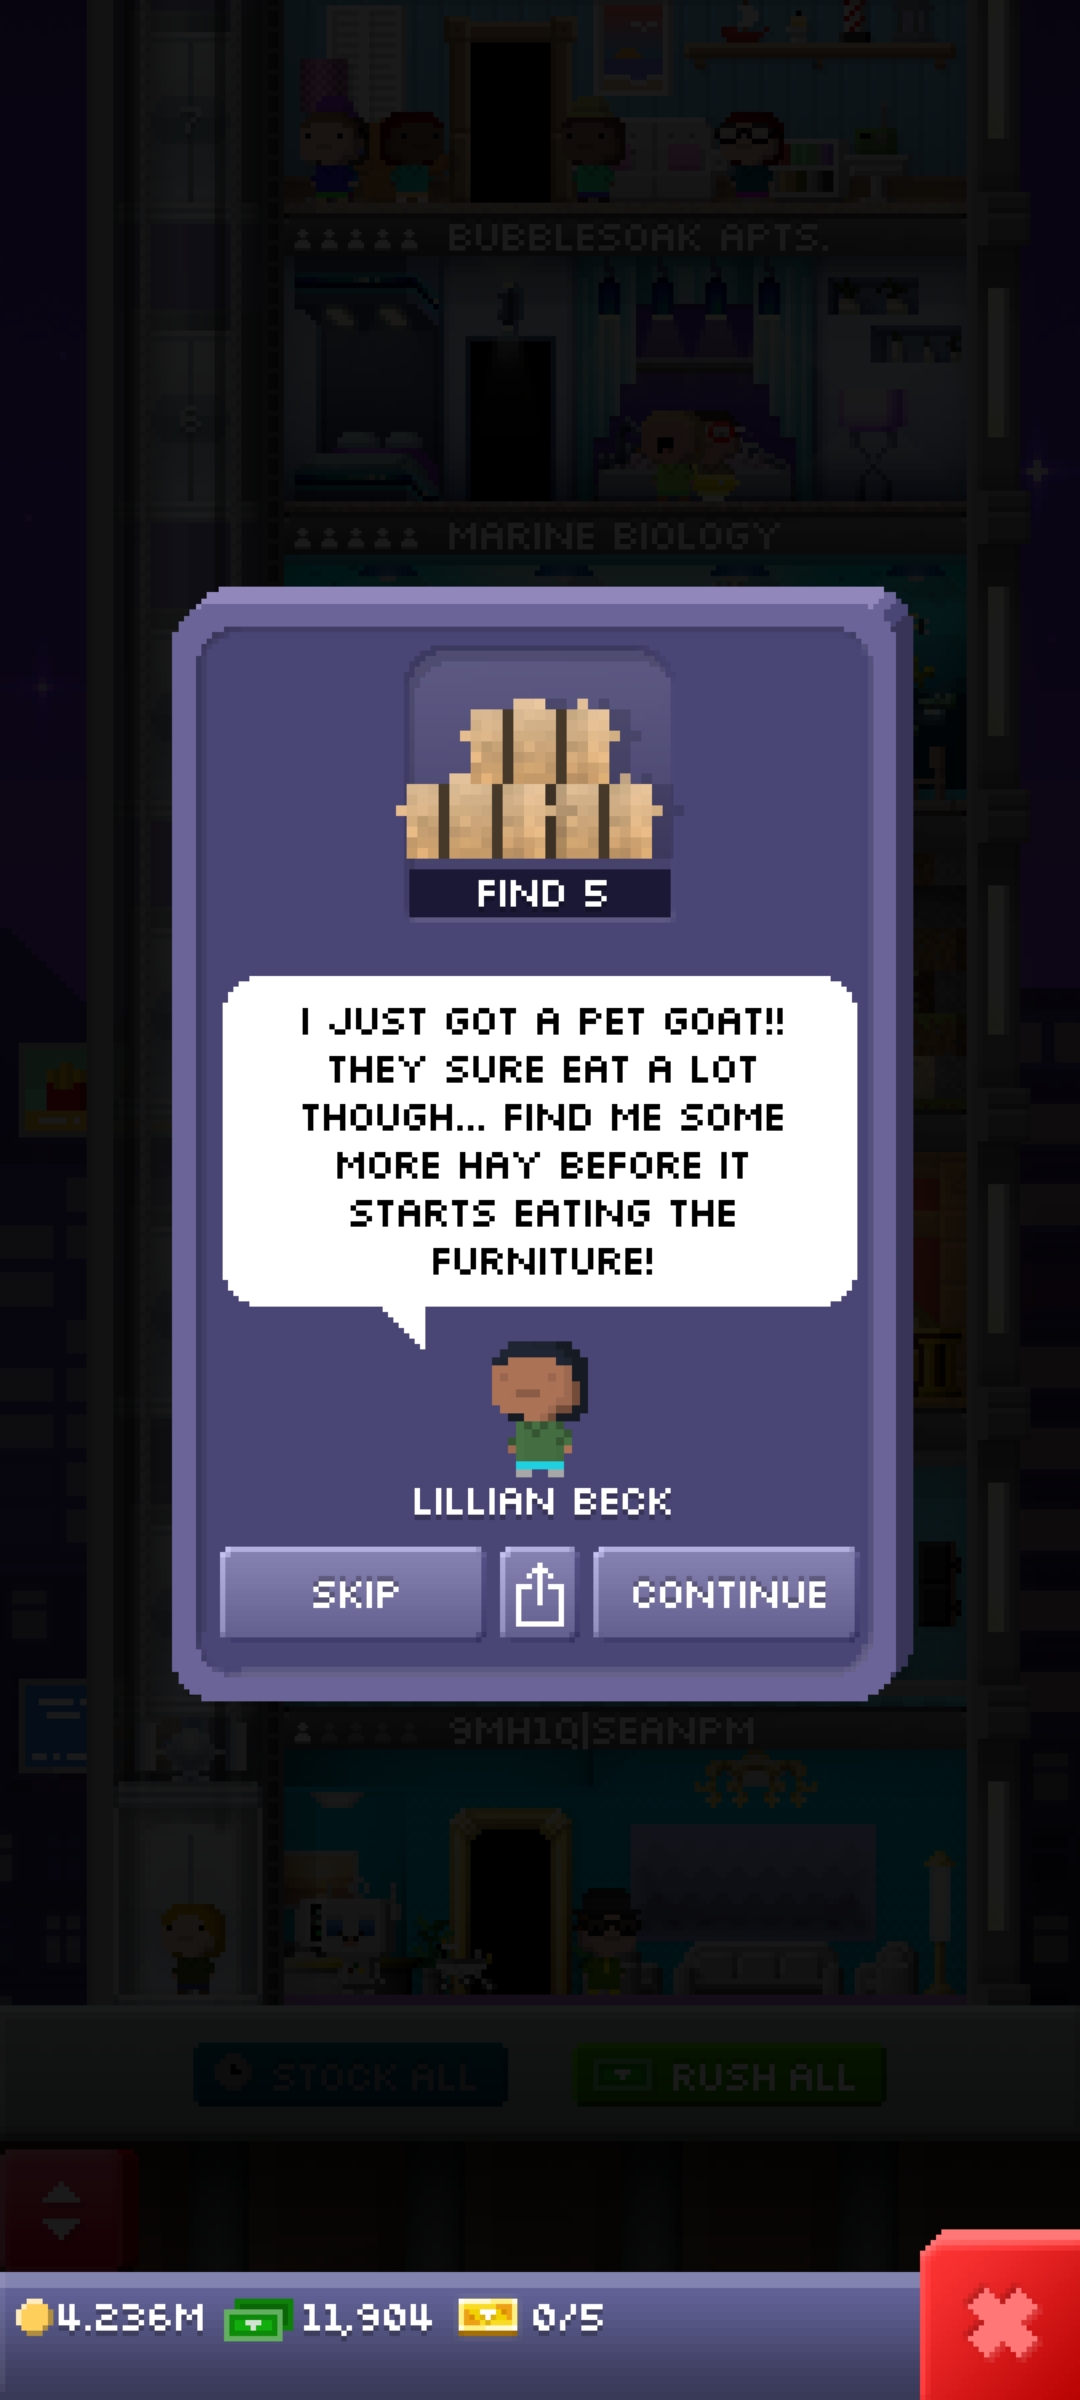 7
BUBBLESOAK APTS.
6
MARINE BIOLOGY
FIND 5
I JUST GOT A PET GOAT!!
THEY SURE EAT A LOT
THOUGH... FIND ME SOME
MORE HAY BEFORE IT
STARTS EATING THE
FURNITURE!
LILLIAN BECK
SKIP
CONTINUE
9MH1Q|SEANPM
STOCK ALL
RUSH ALL
4.236M
11,904
0/5